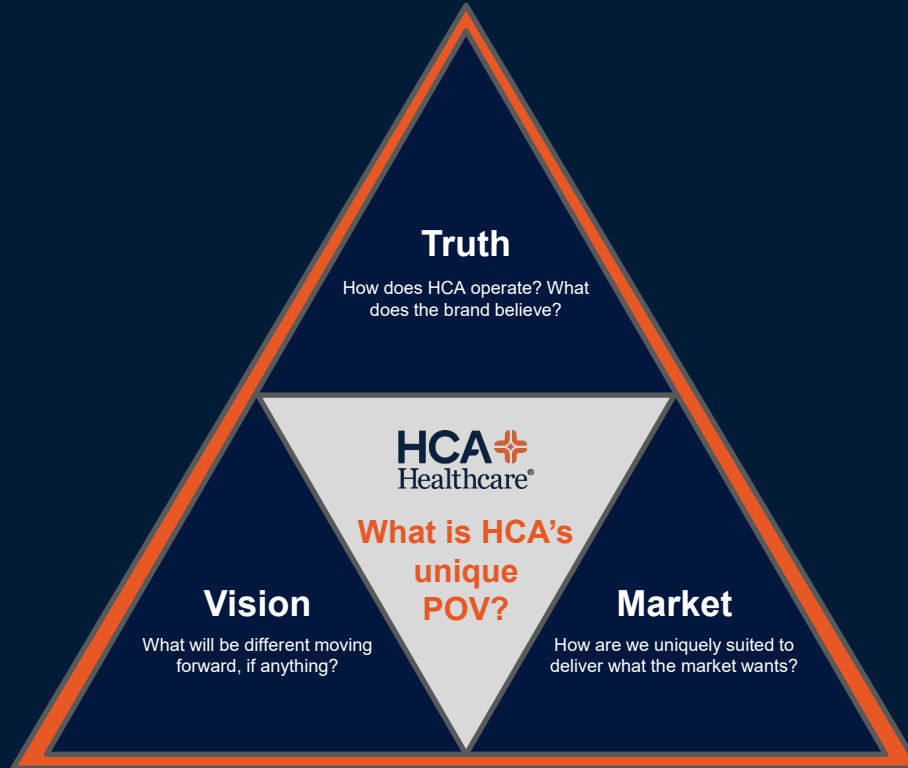 Truth
How does HCA operate? What
does the brand believe?
HCA
Healthcare®
What is HCA's
unique
POV?
Vision
What will be different moving
forward, if anything?
Market
How are we uniquely suited to
deliver what the market wants?